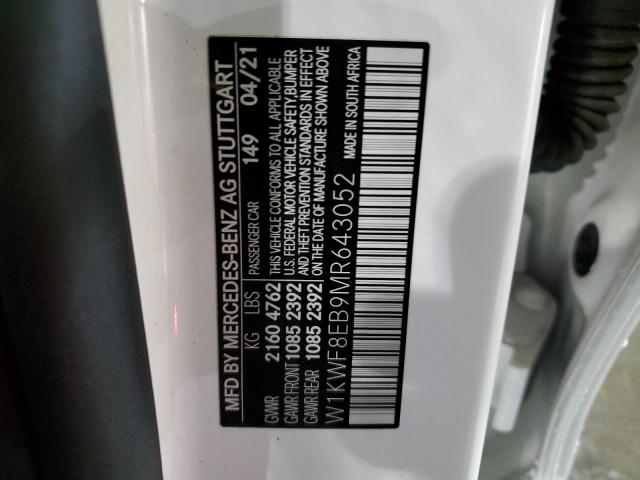 MFD BY MERCEDES-BENZ AG STUTTGART
KG LBS 149 04/21
PASSENGER CAR
GVWR 2160 4762
GAWR FRONT 1085 2392
GAWR REAR 1085 2392
THIS VEHICLE CONFORMS TO ALL APPLICABLE
U.S. FEDERAL MOTOR VEHICLE SAFETY, BUMPER
AND THEFT PREVENTION STANDARDS IN EFFECT
ON THE DATE OF MANUFACTURE SHOWN ABOVE
W1KWF8EB9MR643052
MADE IN SOUTH AFRICA